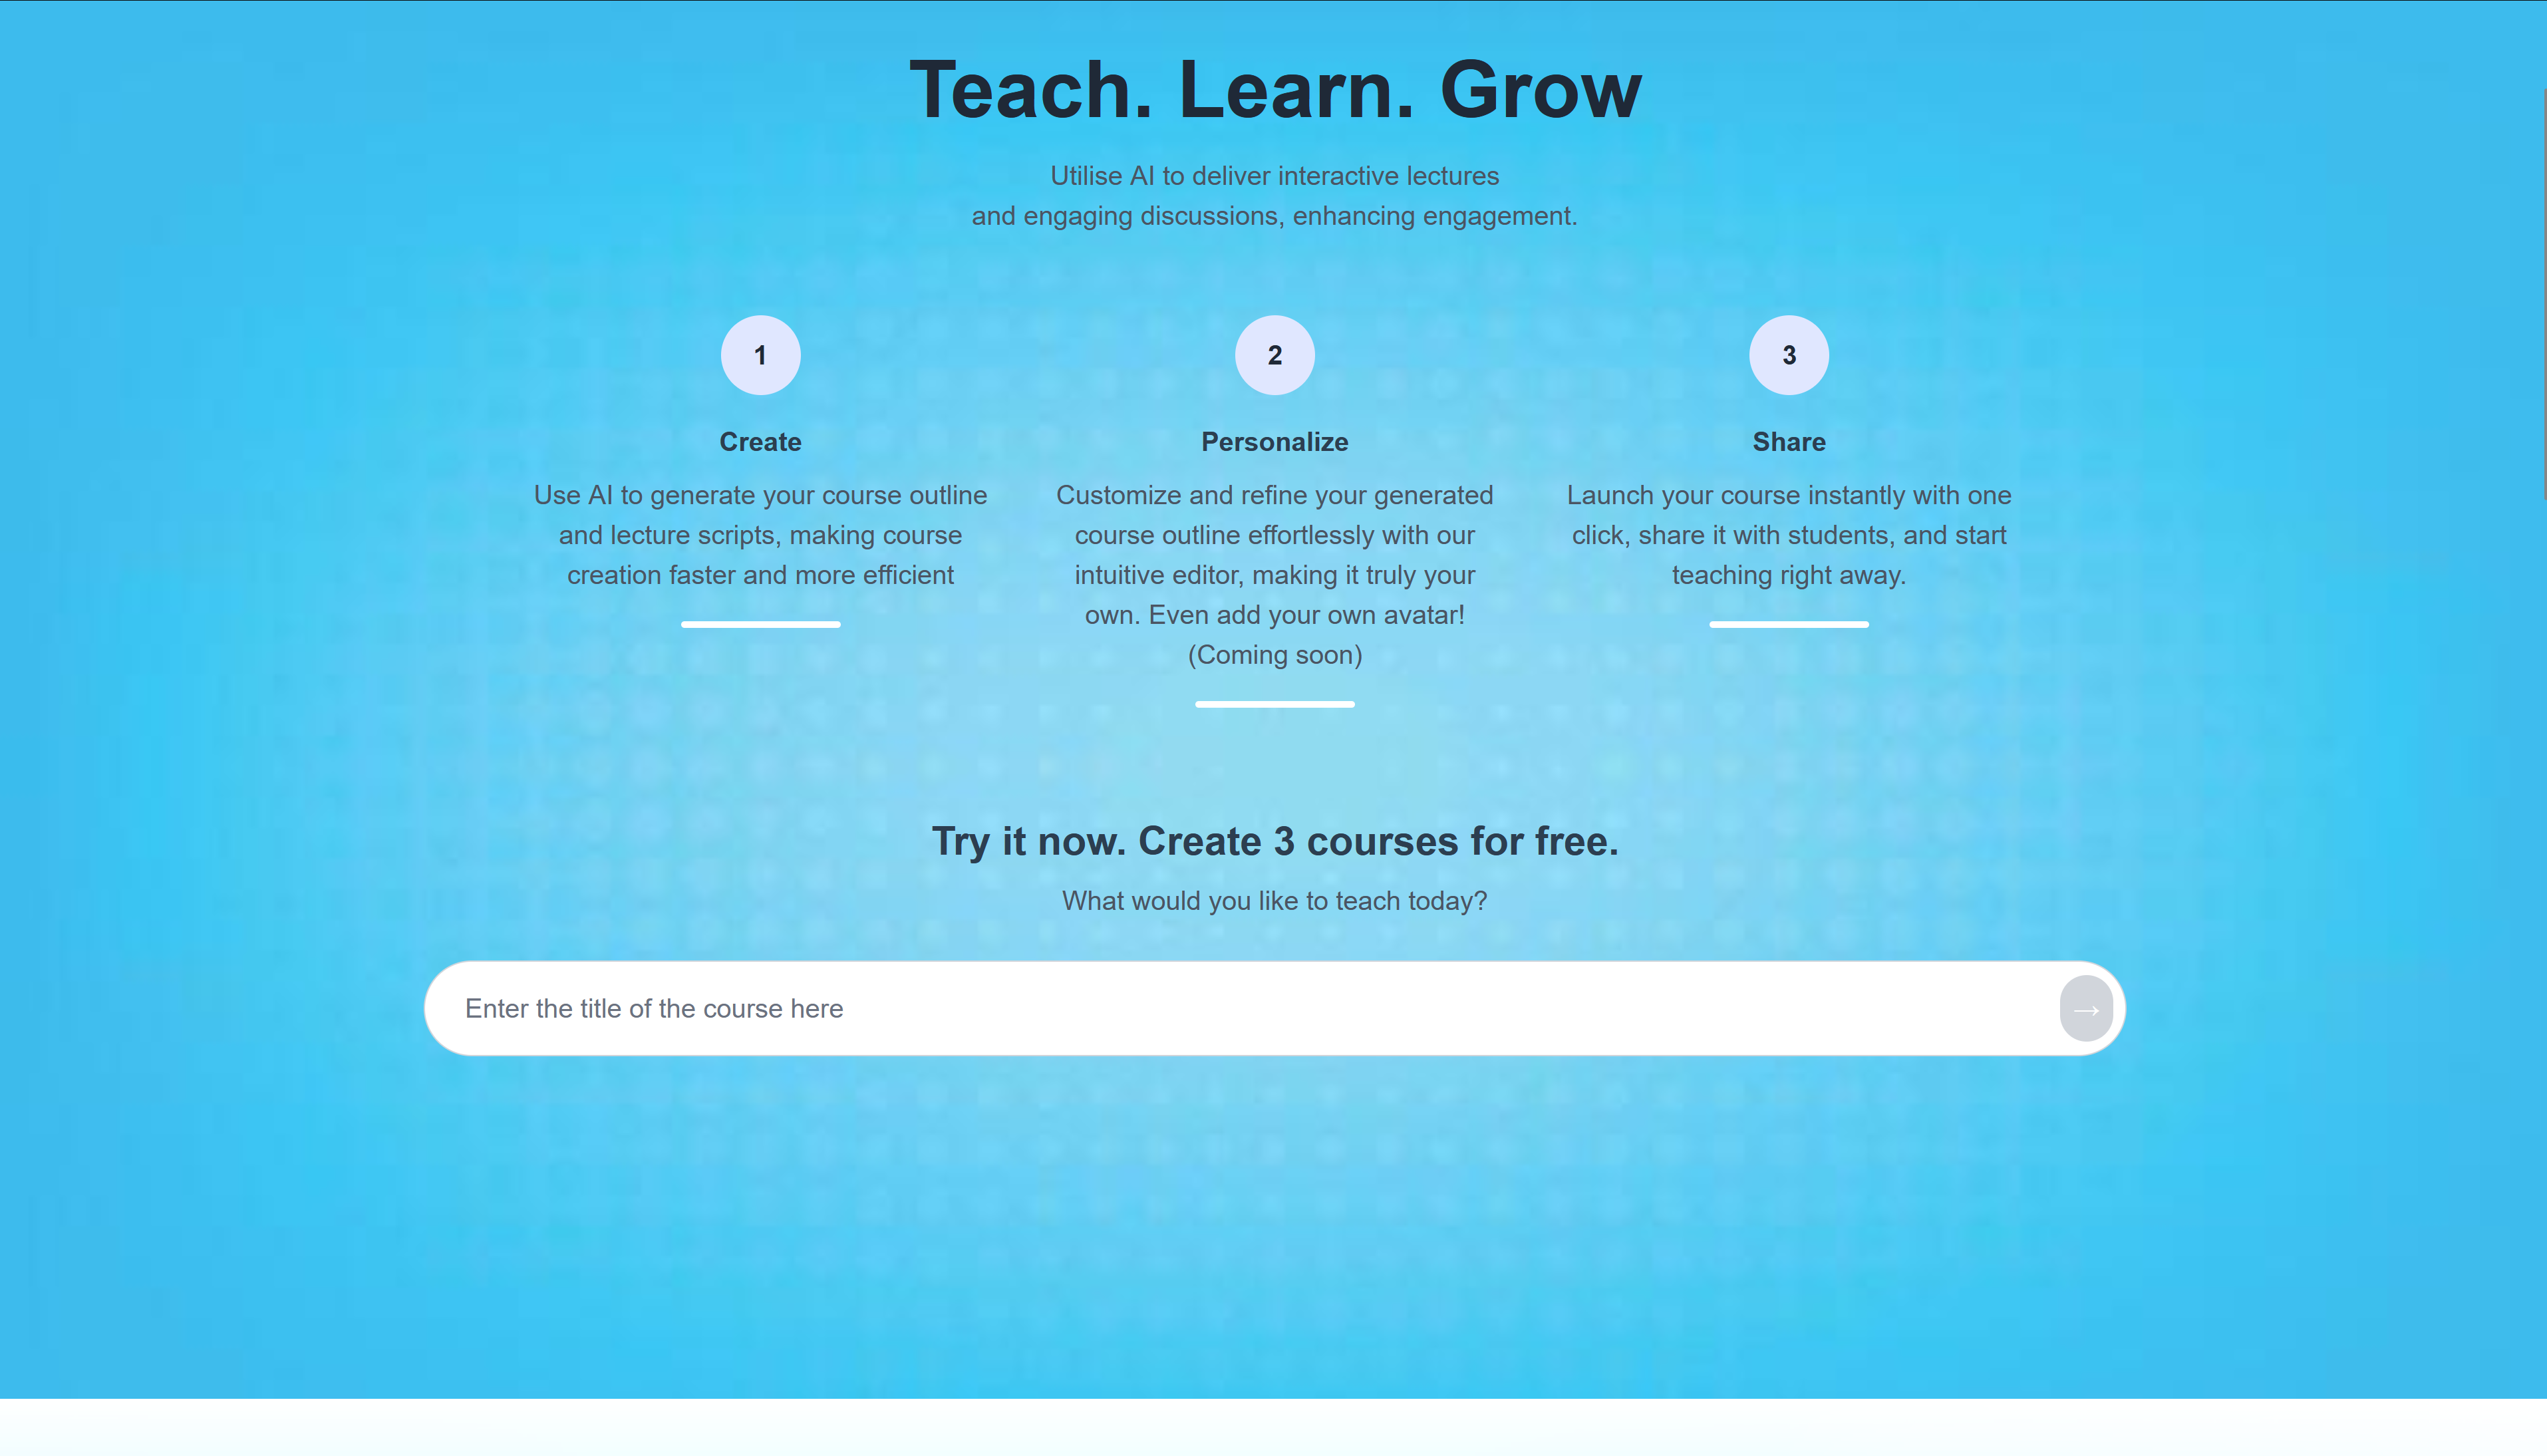 Teach. Learn. Grow
Utilise AI to deliver interactive lectures
and engaging discussions, enhancing engagement.
1
Create
Use AI to generate your course outline
and lecture scripts, making course
creation faster and more efficient
2
Personalize
Customize and refine your generated
course outline effortlessly with our
intuitive editor, making it truly your
own. Even add your own avatar!
(Coming soon)
3
Share
Launch your course instantly with one
click, share it with students, and start
teaching right away.
Try it now. Create 3 courses for free.
What would you like to teach today?
Enter the title of the course here
→